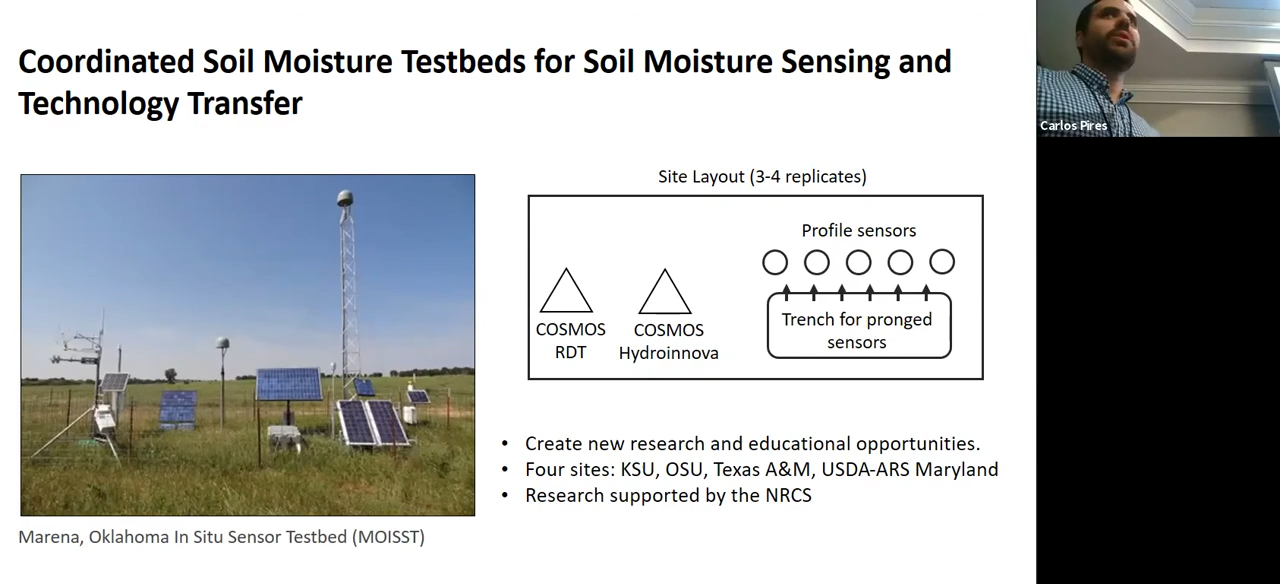 Coordinated Soil Moisture Testbeds for Soil Moisture Sensing and
Technology Transfer
Carlos Pires
Site Layout (3-4 replicates)
Profile sensors
COSMOS
RDT
COSMOS
Hydroinnova
Trench for pronged
sensors
• Create new research and educational opportunities.
• Four sites: KSU, OSU, Texas A&M, USDA-ARS Maryland
• Research supported by the NRCS
Marena, Oklahoma In Situ Sensor Testbed (MOISST)